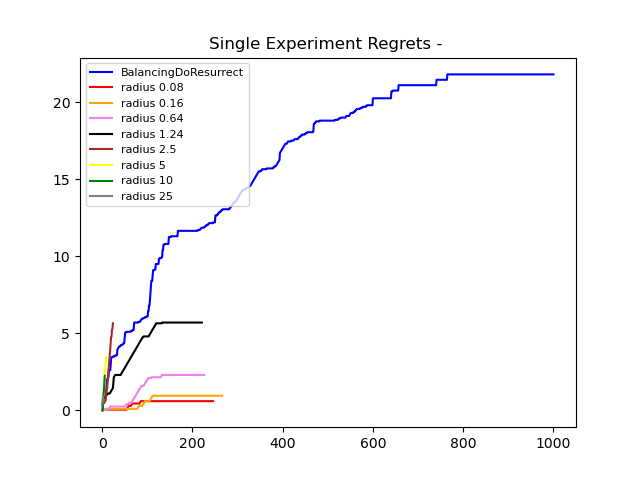 Single Experiment Regrets -
BalancingDoResurrect
radius 0.08
radius 0.16
radius 0.64
radius 1.24
radius 2.5
radius 5
radius 10
radius 25
20
15
10
5
0
0 200 400 600 800 1000